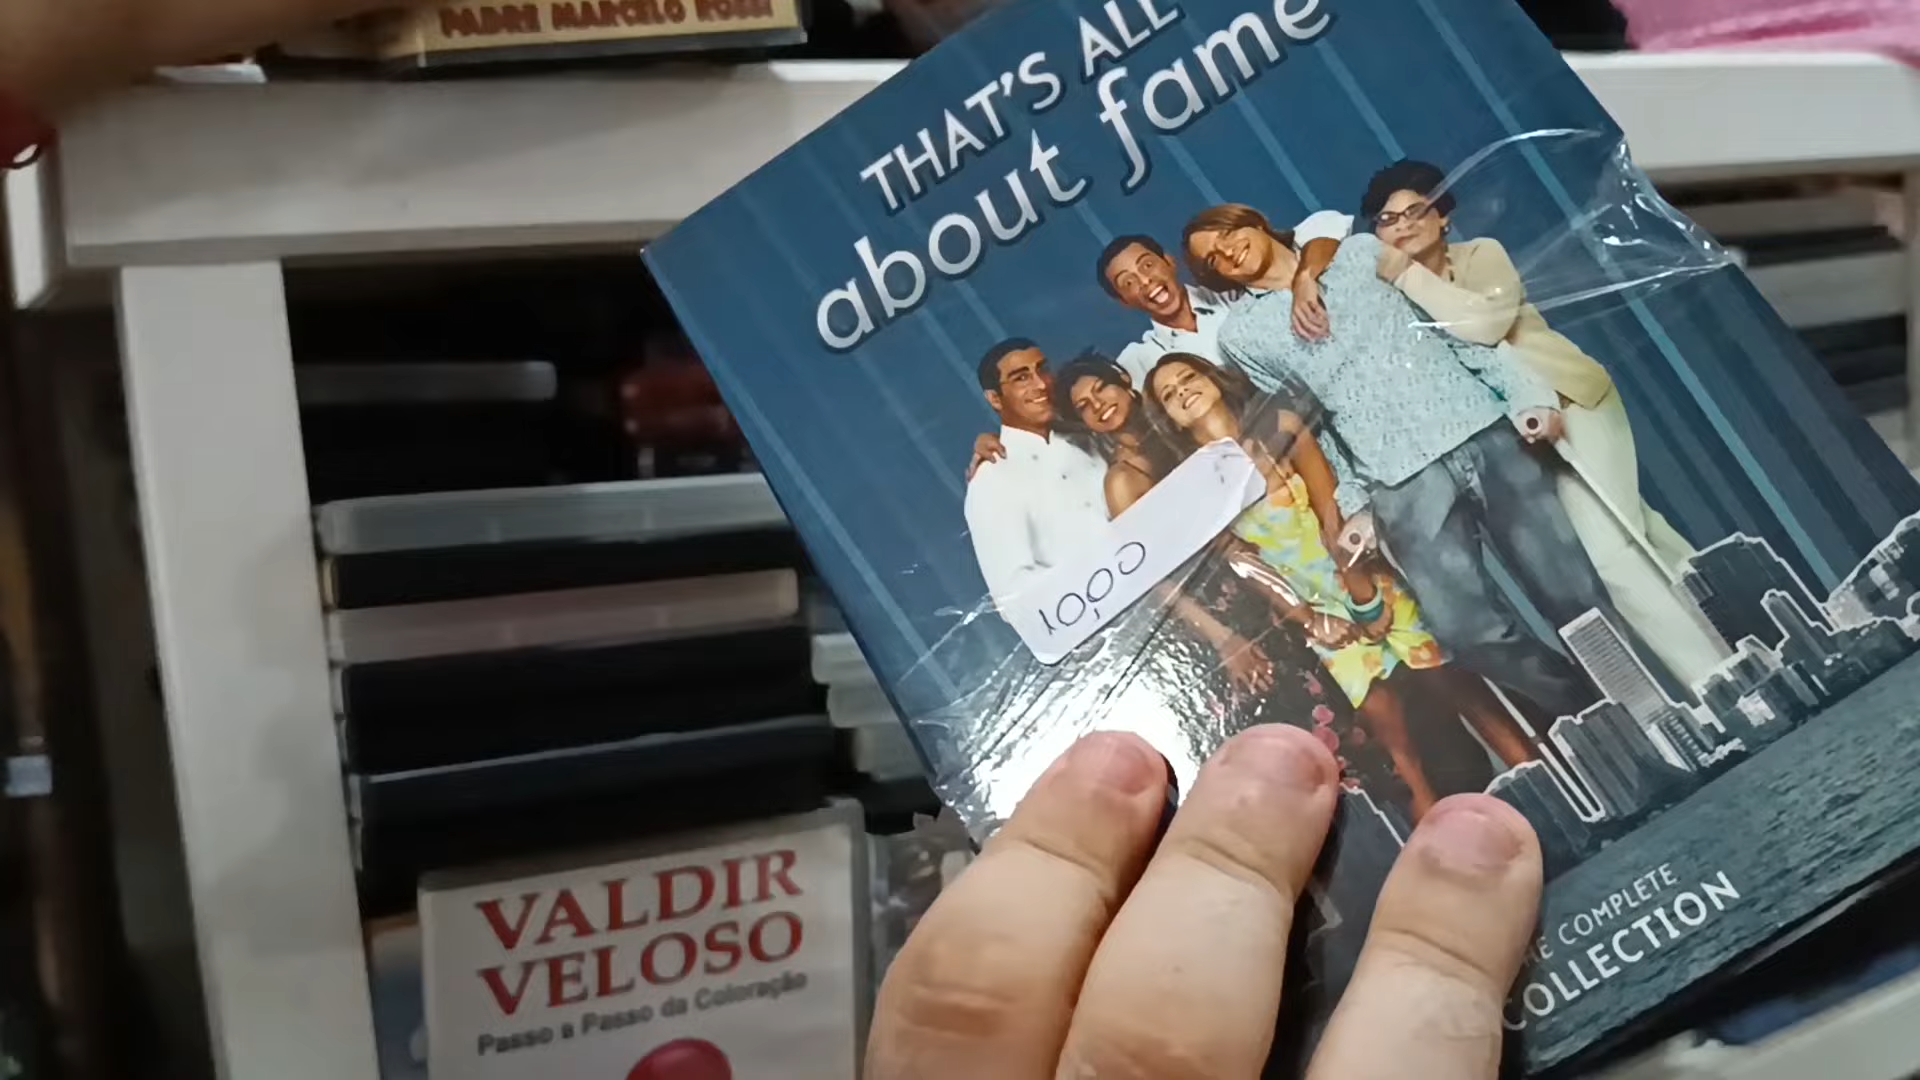 PADRE MARCELO ROSSI
THAT'S ALL
about fame
10,00
THE COMPLETE
COLLECTION
VALDIR
VELOSO
Passo a Passo da Coloração